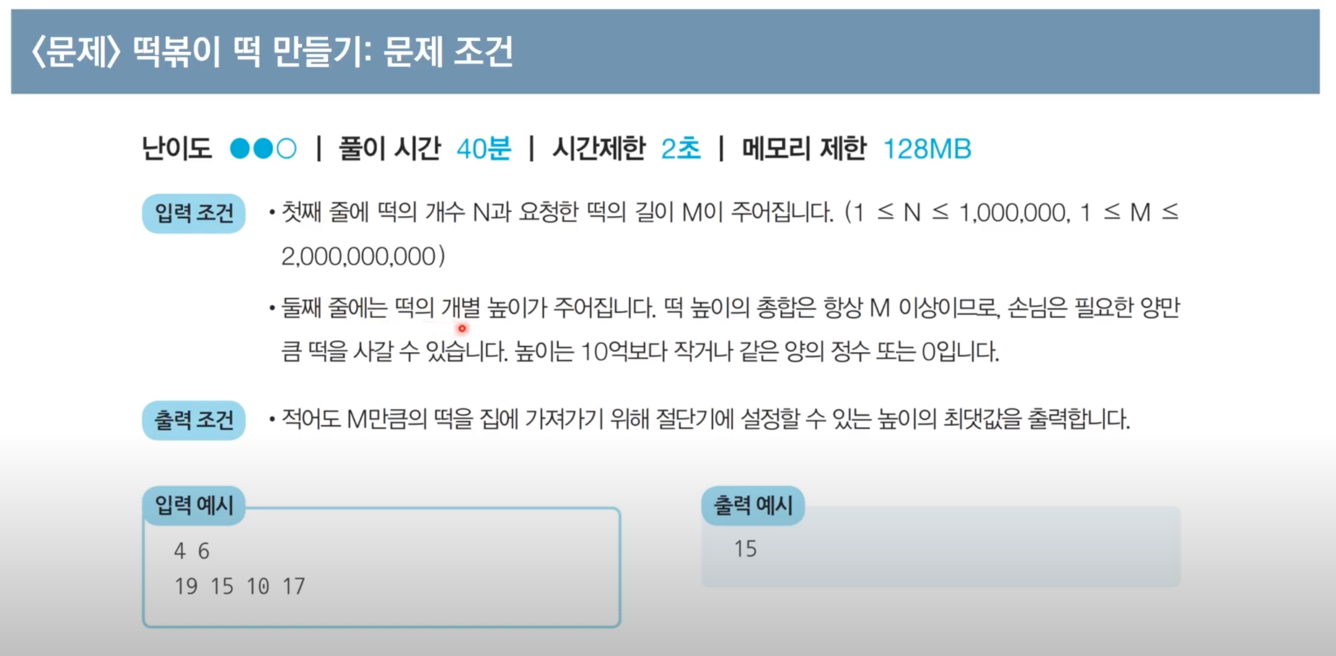 〈문제〉 떡볶이 떡 만들기: 문제 조건
난이도 ●●○ | 풀이 시간 40분 | 시간제한 2초 | 메모리 제한 128MB
입력 조건 • 첫째 줄에 떡의 개수 N과 요청한 떡의 길이 M이 주어집니다. (1 ≤ N ≤ 1,000,000, 1 ≤ M ≤
2,000,000,000)
• 둘째 줄에는 떡의 개별 높이가 주어집니다. 떡 높이의 총합은 항상 M 이상이므로, 손님은 필요한 양만
큼 떡을 사갈 수 있습니다. 높이는 10억보다 작거나 같은 양의 정수 또는 0입니다.
출력 조건 • 적어도 M만큼의 떡을 집에 가져가기 위해 절단기에 설정할 수 있는 높이의 최댓값을 출력합니다.
입력 예시
4 6
19 15 10 17
출력 예시
15